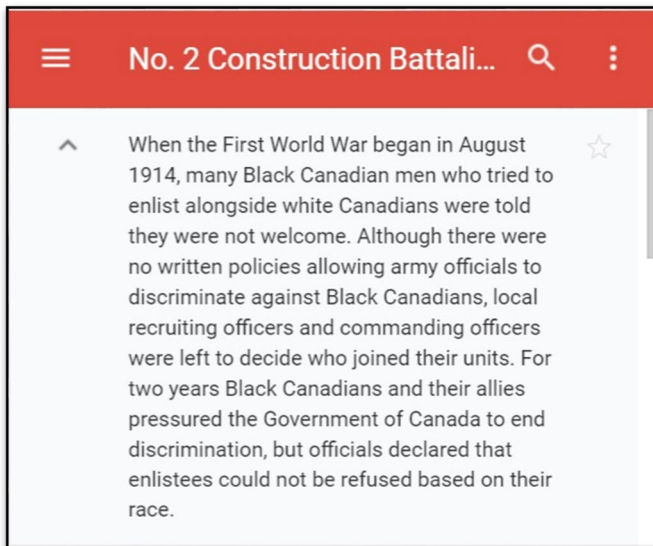 No. 2 Construction Battali...
When the First World War began in August
1914, many Black Canadian men who tried to
enlist alongside white Canadians were told
they were not welcome. Although there were
no written policies allowing army officials to
discriminate against Black Canadians, local
recruiting officers and commanding officers
were left to decide who joined their units. For
two years Black Canadians and their allies
pressured the Government of Canada to end
discrimination, but officials declared that
enlistees could not be refused based on their
race.